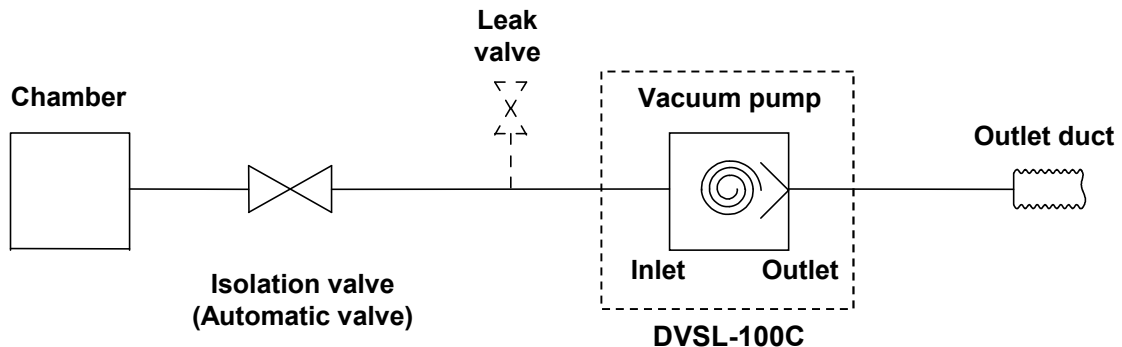 Leak
valve
Chamber
Vacuum pump
Outlet duct
Inlet
Outlet
Isolation valve
(Automatic valve)
DVSL-100C